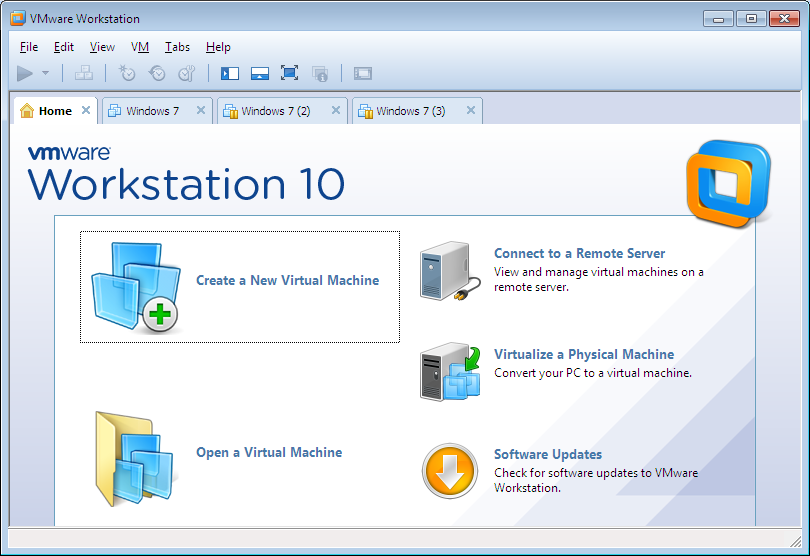 VMware Workstation
File Edit View VM Tabs Help
Home Windows 7 Windows 7 (2) Windows 7 (3)
vmware
Workstation 10
Create a New Virtual Machine
Connect to a Remote Server
View and manage virtual machines on a
remote server.
Virtualize a Physical Machine
Convert your PC to a virtual machine.
Open a Virtual Machine
Software Updates
Check for software updates to VMware
Workstation.